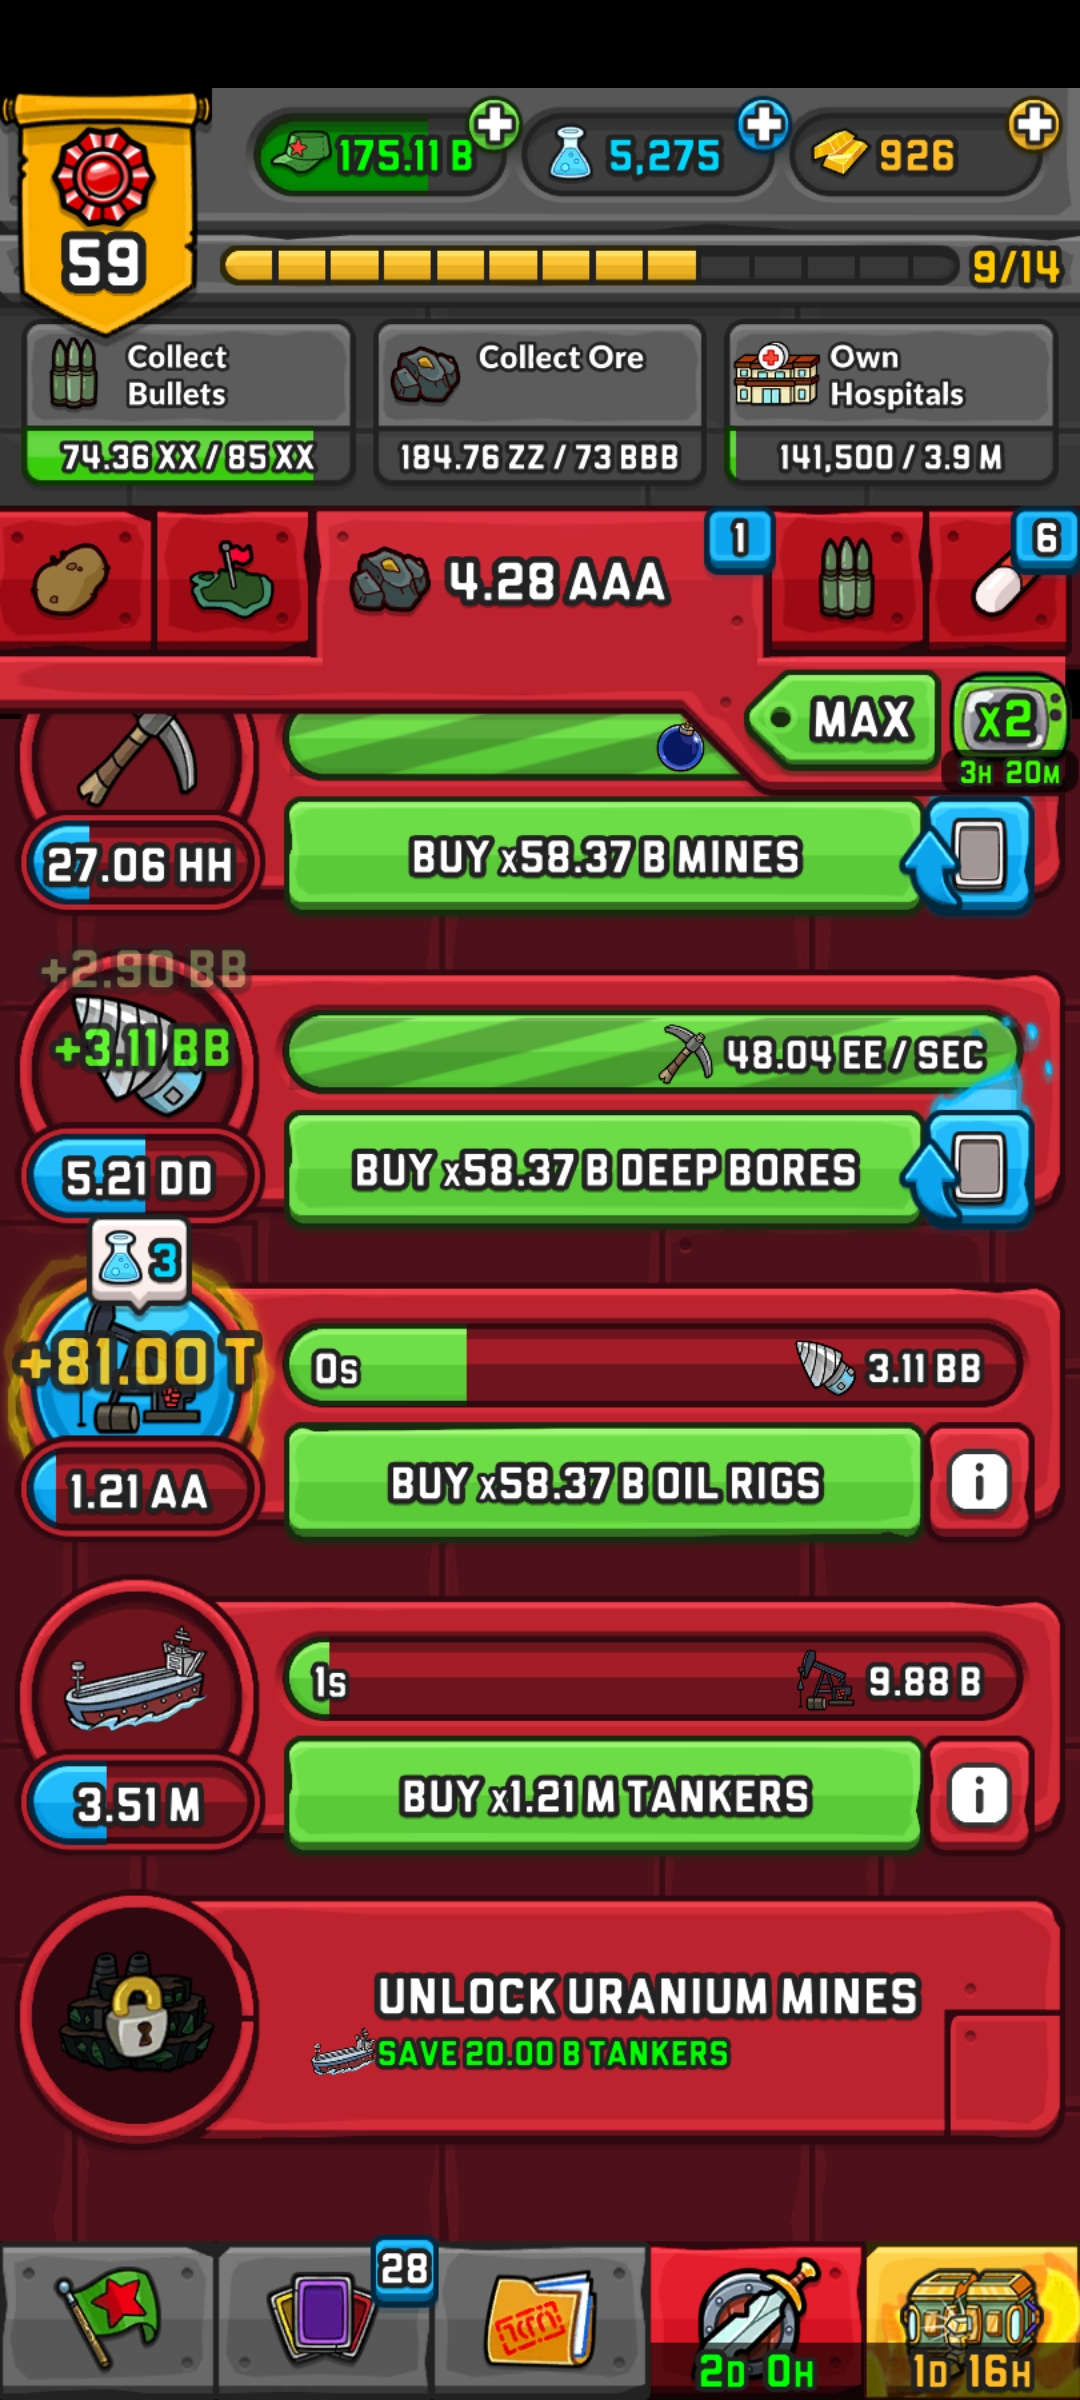 175.11 B
5,275
926
59
9/14
Collect
Bullets
74.36 XX / 85 XX
Collect Ore
184.76 ZZ / 73 BBB
Own
Hospitals
141,500 / 3.9 M
4.28 AAA
1
6
MAX
x2
3H 20M
27.06 HH
BUY x58.37 B MINES
+2.90 BB
+3.11 BB
48.04 EE / SEC
5.21 DD
BUY x58.37 B DEEP BORES
3
+81.00 T
0s
3.11 BB
1.21 AA
BUY x58.37 B OIL RIGS
i
1s
9.88 B
3.51 M
BUY x1.21 M TANKERS
i
UNLOCK URANIUM MINES
SAVE 20.00 B TANKERS
28
2D 0H
1D 16H